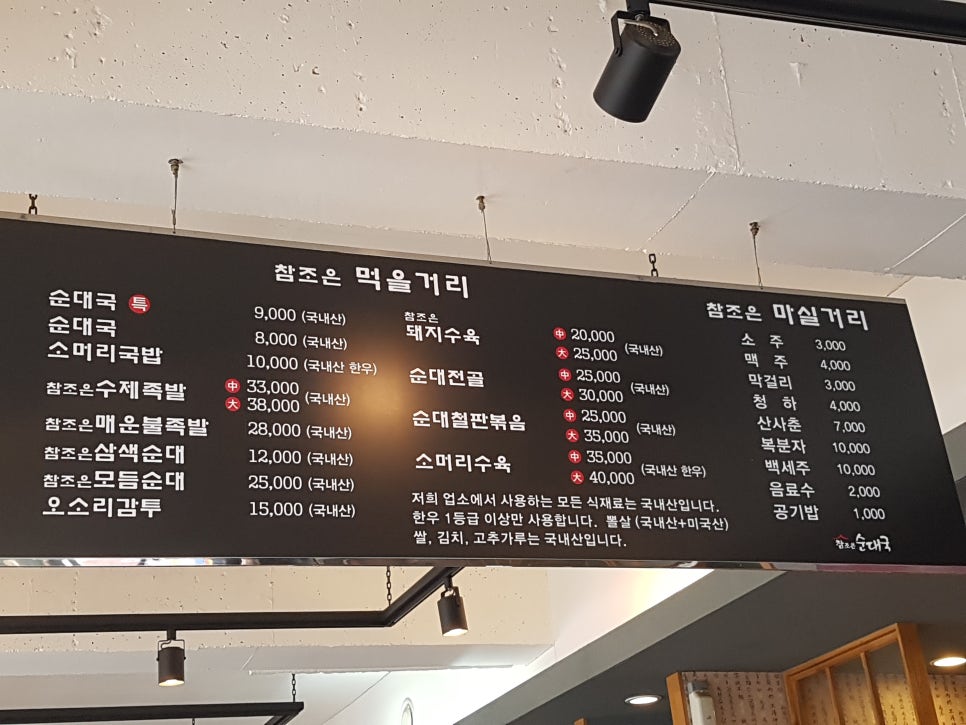 참조은 먹을거리
순대국 特 9,000 (국내산)
순대국 8,000 (국내산)
소머리국밥 10,000 (국내산 한우)
참조은수제족발 中 33,000 (국내산)
大 38,000
참조은매운불족발 28,000 (국내산)
참조은삼색순대 12,000 (국내산)
참조은모듬순대 25,000 (국내산)
오소리감투 15,000 (국내산)
참조은
돼지수육 中 20,000 (국내산)
大 25,000
순대전골 中 25,000 (국내산)
大 30,000
순대철판볶음 中 25,000 (국내산)
大 35,000
소머리수육 中 35,000 (국내산 한우)
大 40,000
저희 업소에서 사용하는 모든 식재료는 국내산입니다.
한우 1등급 이상만 사용합니다. 뽈살 (국내산+미국산)
쌀, 김치, 고추가루는 국내산입니다.
참조은 마실거리
소 주 3,000
맥 주 4,000
막걸리 3,000
청 하 4,000
산사춘 7,000
복분자 10,000
백세주 10,000
음료수 2,000
공기밥 1,000
참조은 순대국